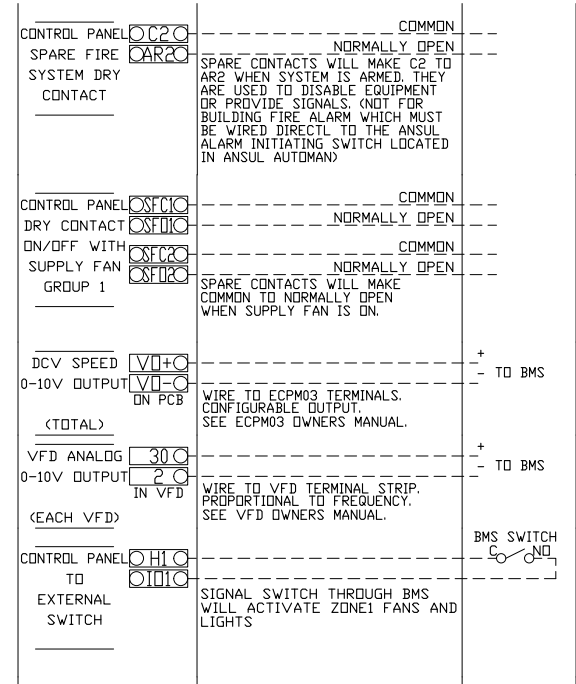 CONTROL PANEL C2 COMMON
SPARE FIRE AR2 NORMALLY OPEN
SYSTEM DRY
CONTACT
SPARE CONTACTS WILL MAKE C2 TO
AR2 WHEN SYSTEM IS ARMED. THEY
ARE USED TO DISABLE EQUIPMENT
OR PROVIDE SIGNALS. (NOT FOR
BUILDING FIRE ALARM WHICH MUST
BE WIRED DIRECTL TO THE ANSUL
ALARM INITIATING SWITCH LOCATED
IN ANSUL AUTOMAN)
CONTROL PANEL SFC1 COMMON
DRY CONTACT SFO1 NORMALLY OPEN
ON/OFF WITH SFC2 COMMON
SUPPLY FAN SFO2 NORMALLY OPEN
GROUP 1
SPARE CONTACTS WILL MAKE
COMMON TO NORMALLY OPEN
WHEN SUPPLY FAN IS ON.
DCV SPEED VO+ +
0-10V OUTPUT VO- - TO BMS
ON PCB
(TOTAL)
WIRE TO ECPM03 TERMINALS.
CONFIGURABLE OUTPUT.
SEE ECPM03 OWNERS MANUAL.
VFD ANALOG 30 +
0-10V OUTPUT 2 - TO BMS
IN VFD
(EACH VFD)
WIRE TO VFD TERMINAL STRIP.
PROPORTIONAL TO FREQUENCY.
SEE VFD OWNERS MANUAL.
BMS SWITCH
CONTROL PANEL H1 C NO
TO IO1
EXTERNAL
SWITCH
SIGNAL SWITCH THROUGH BMS
WILL ACTIVATE ZONE1 FANS AND
LIGHTS